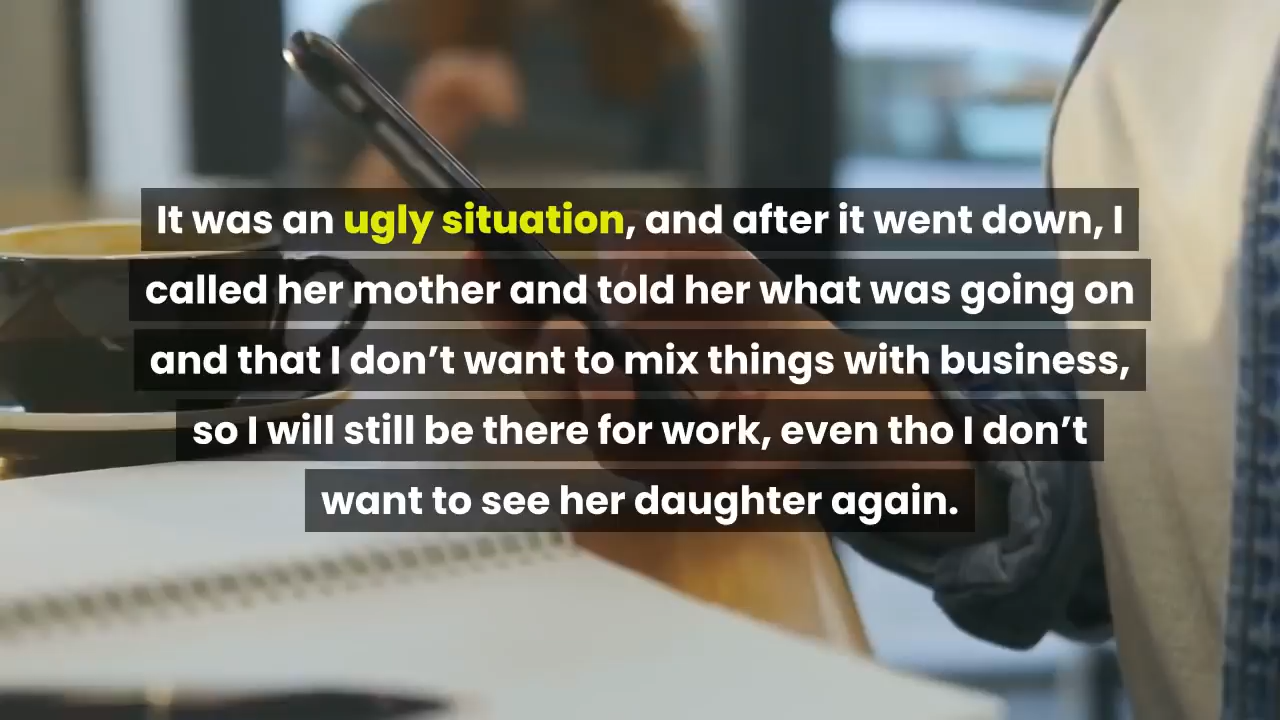 It was an ugly situation, and after it went down, I
called her mother and told her what was going on
and that I don’t want to mix things with business,
so I will still be there for work, even tho I don’t
want to see her daughter again.